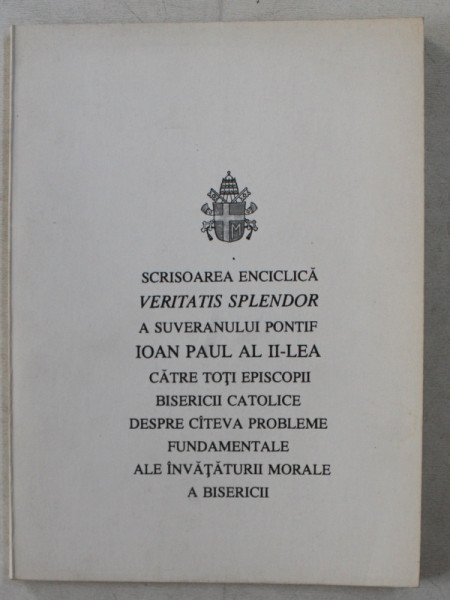 SCRISOAREA ENCICLICĂ
VERITATIS SPLENDOR
A SUVERANULUI PONTIF
IOAN PAUL AL II-LEA
CĂTRE TOŢI EPISCOPII
BISERICII CATOLICE
DESPRE CÎTEVA PROBLEME
FUNDAMENTALE
ALE ÎNVĂŢĂTURII MORALE
A BISERICII